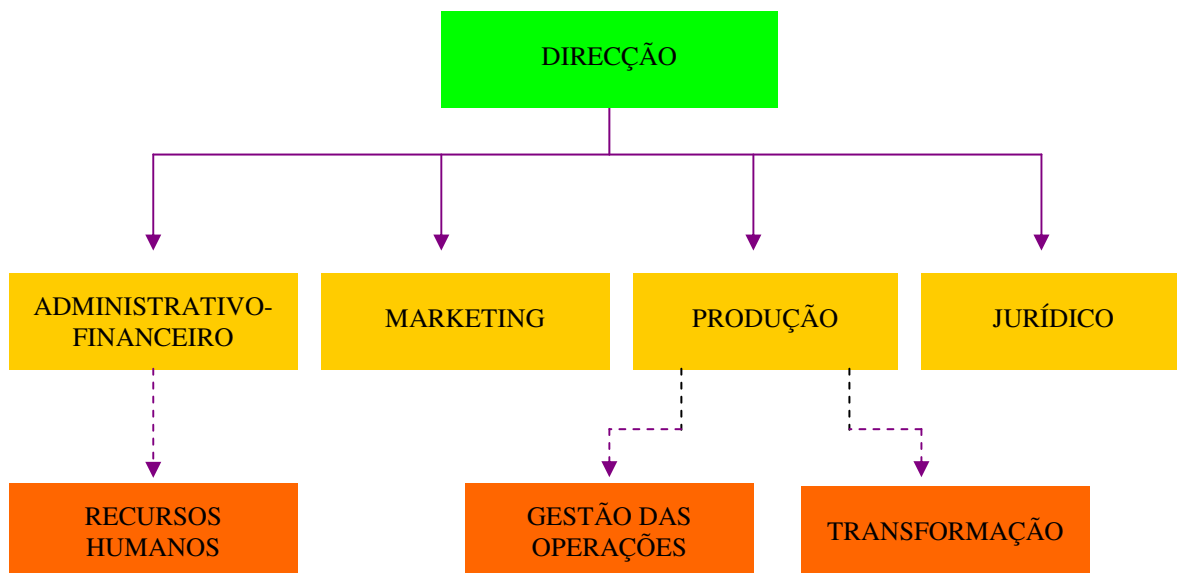 DIRECÇÃO
ADMINISTRATIVO-
FINANCEIRO
MARKETING
PRODUÇÃO
JURÍDICO
RECURSOS
HUMANOS
GESTÃO DAS
OPERAÇÕES
TRANSFORMAÇÃO